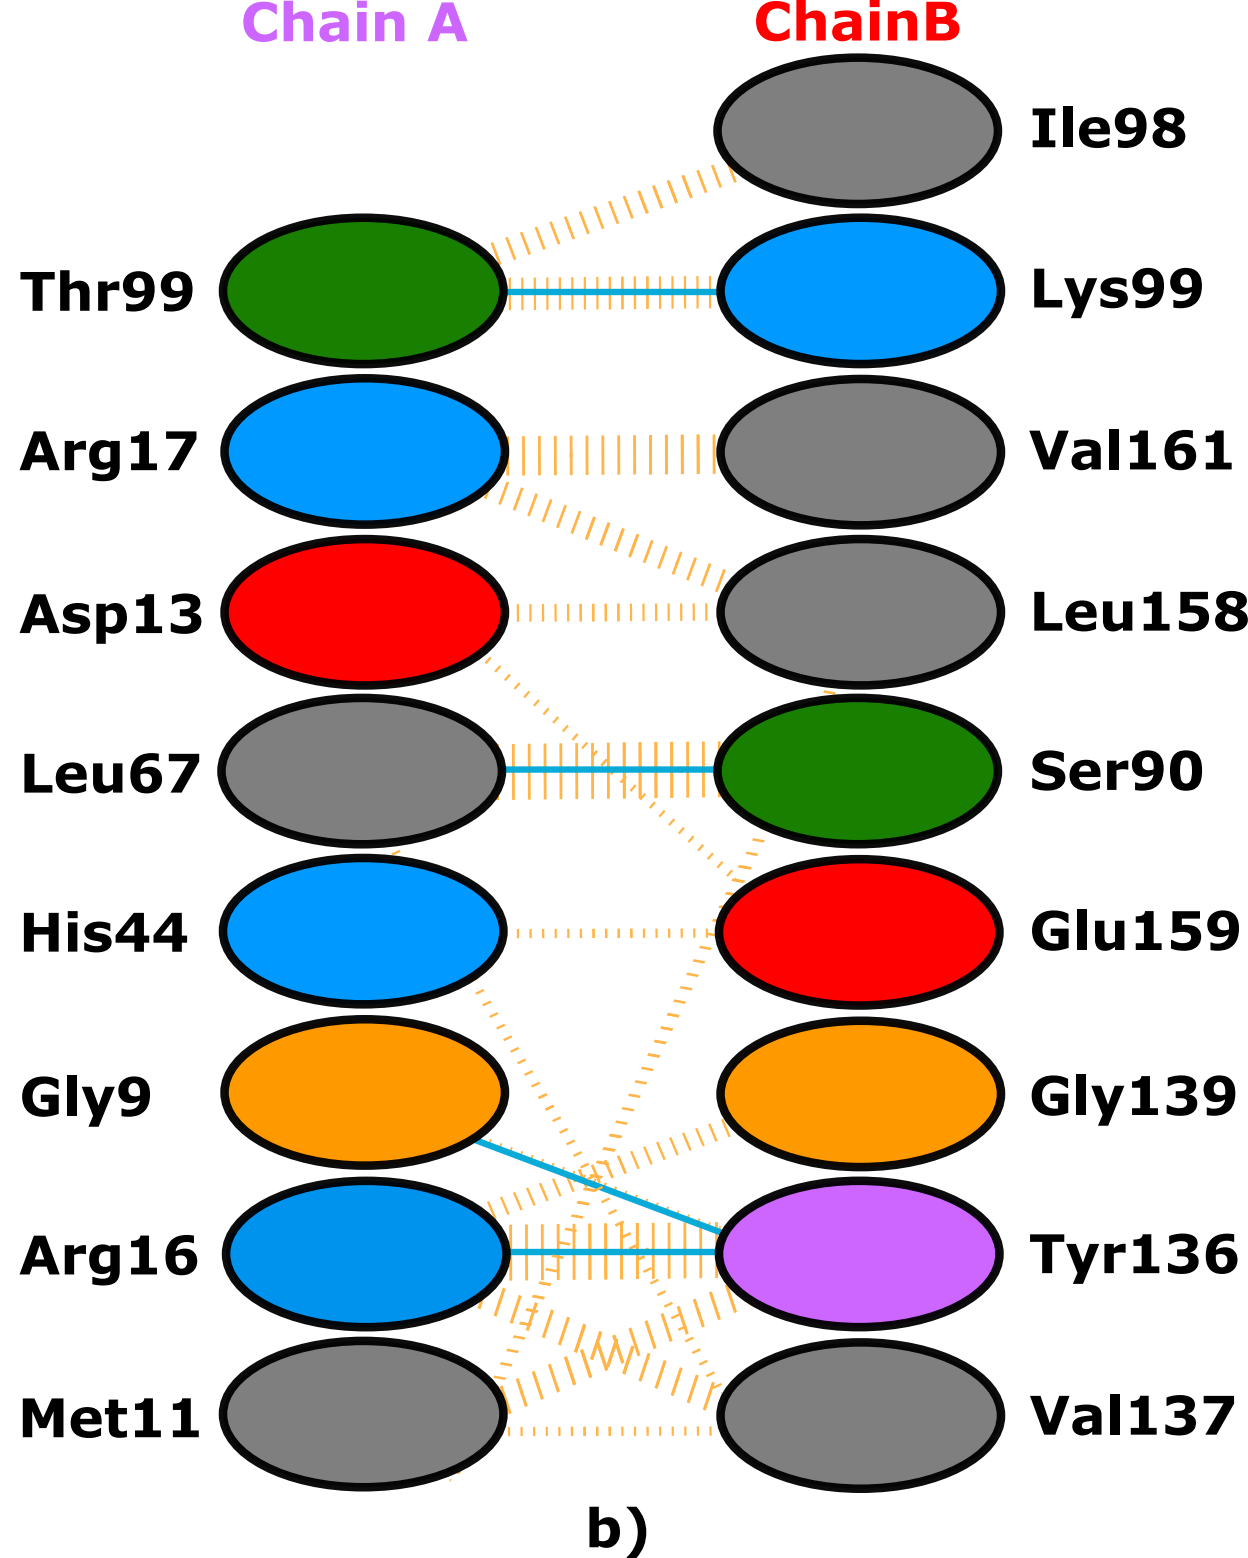 Chain A ChainB
Ile98
Thr99 Lys99
Arg17 Val161
Asp13 Leu158
Leu67 Ser90
His44 Glu159
Gly9 Gly139
Arg16 Tyr136
Met11 Val137
b)